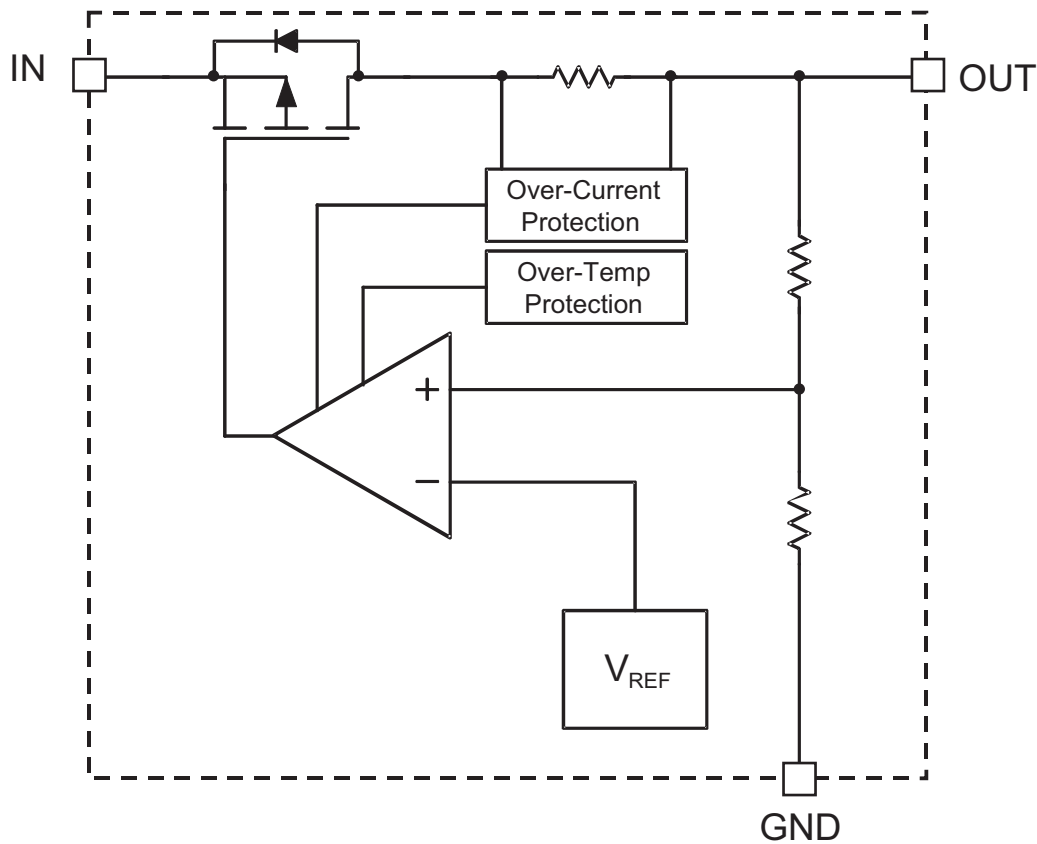 IN
OUT
Over-Current
Protection
Over-Temp
Protection
+
−
VREF
GND